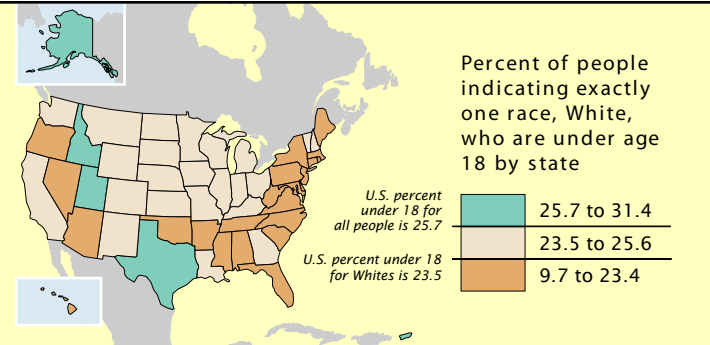 Percent of people
indicating exactly
one race, White,
who are under age
18 by state
U.S. percent
under 18 for
all people is 25.7
25.7 to 31.4
23.5 to 25.6
U.S. percent under 18
for Whites is 23.5
9.7 to 23.4